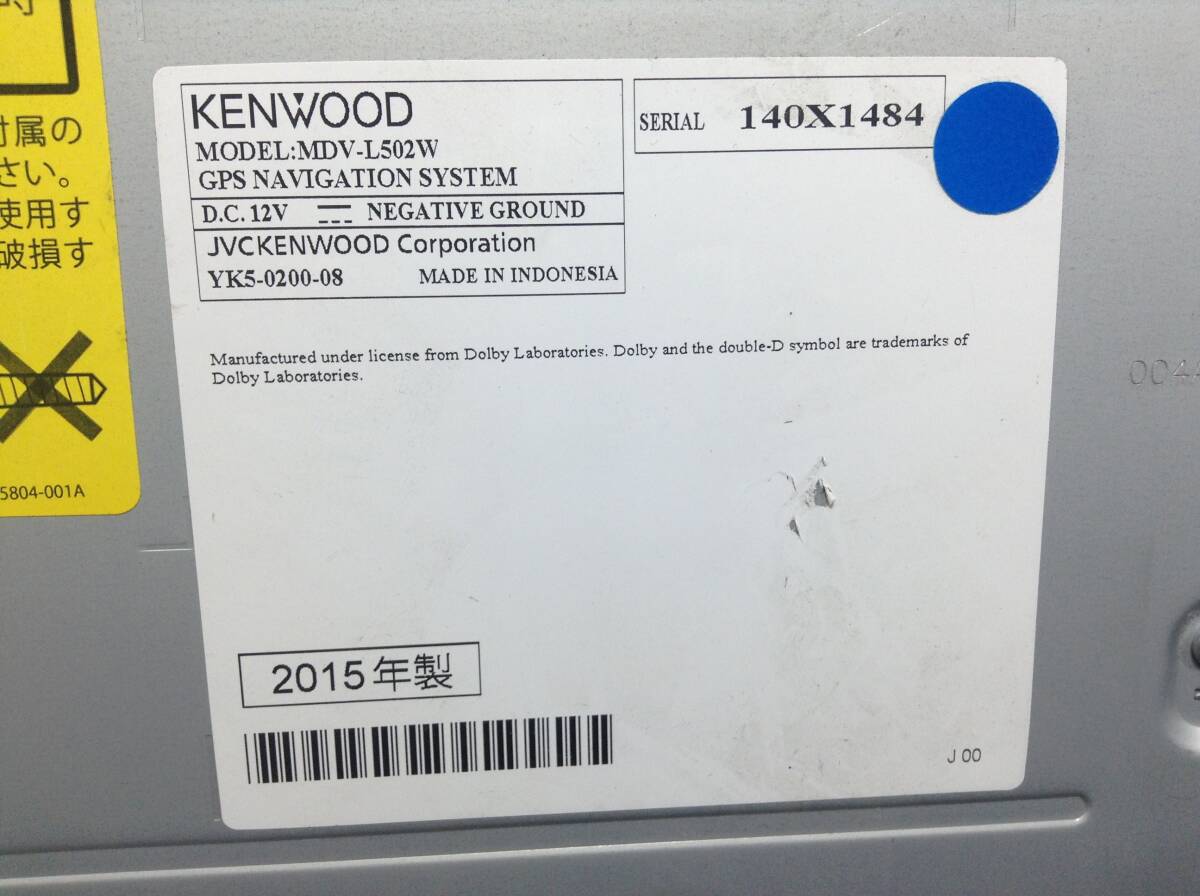 付属の
さい。
使用す
破損す
5804-001A
KENWOOD
MODEL:MDV-L502W
GPS NAVIGATION SYSTEM
D.C. 12V NEGATIVE GROUND
JVCKENWOOD Corporation
YK5-0200-08 MADE IN INDONESIA
SERIAL 140X1484
Manufactured under license from Dolby Laboratories. Dolby and the double-D symbol are trademarks of
Dolby Laboratories.
2015年製
J 00